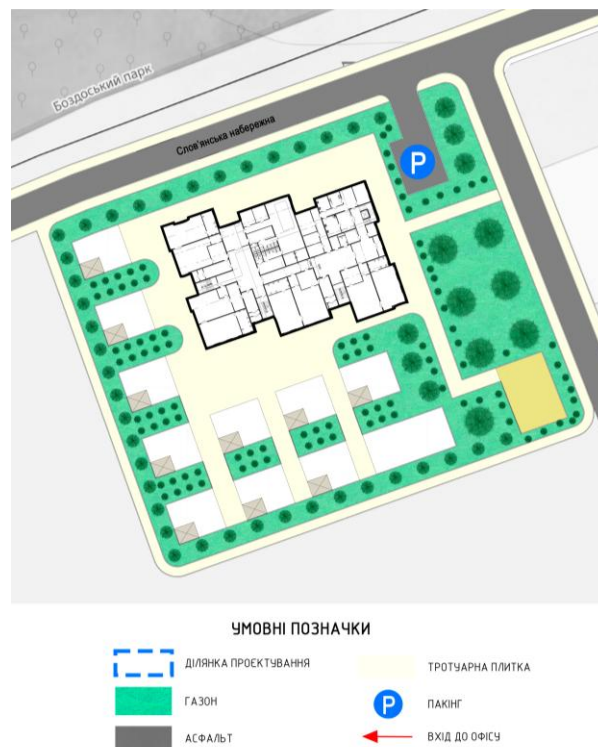 Боздоський парк
Слов'янська набережна
P
УМОВНІ ПОЗНАЧКИ
ДІЛЯНКА ПРОЄКТУВАННЯ
ТРОТУАРНА ПЛИТКА
ГАЗОН
P
ПАКІНГ
АСФАЛЬТ
ВХІД ДО ОФІСУ